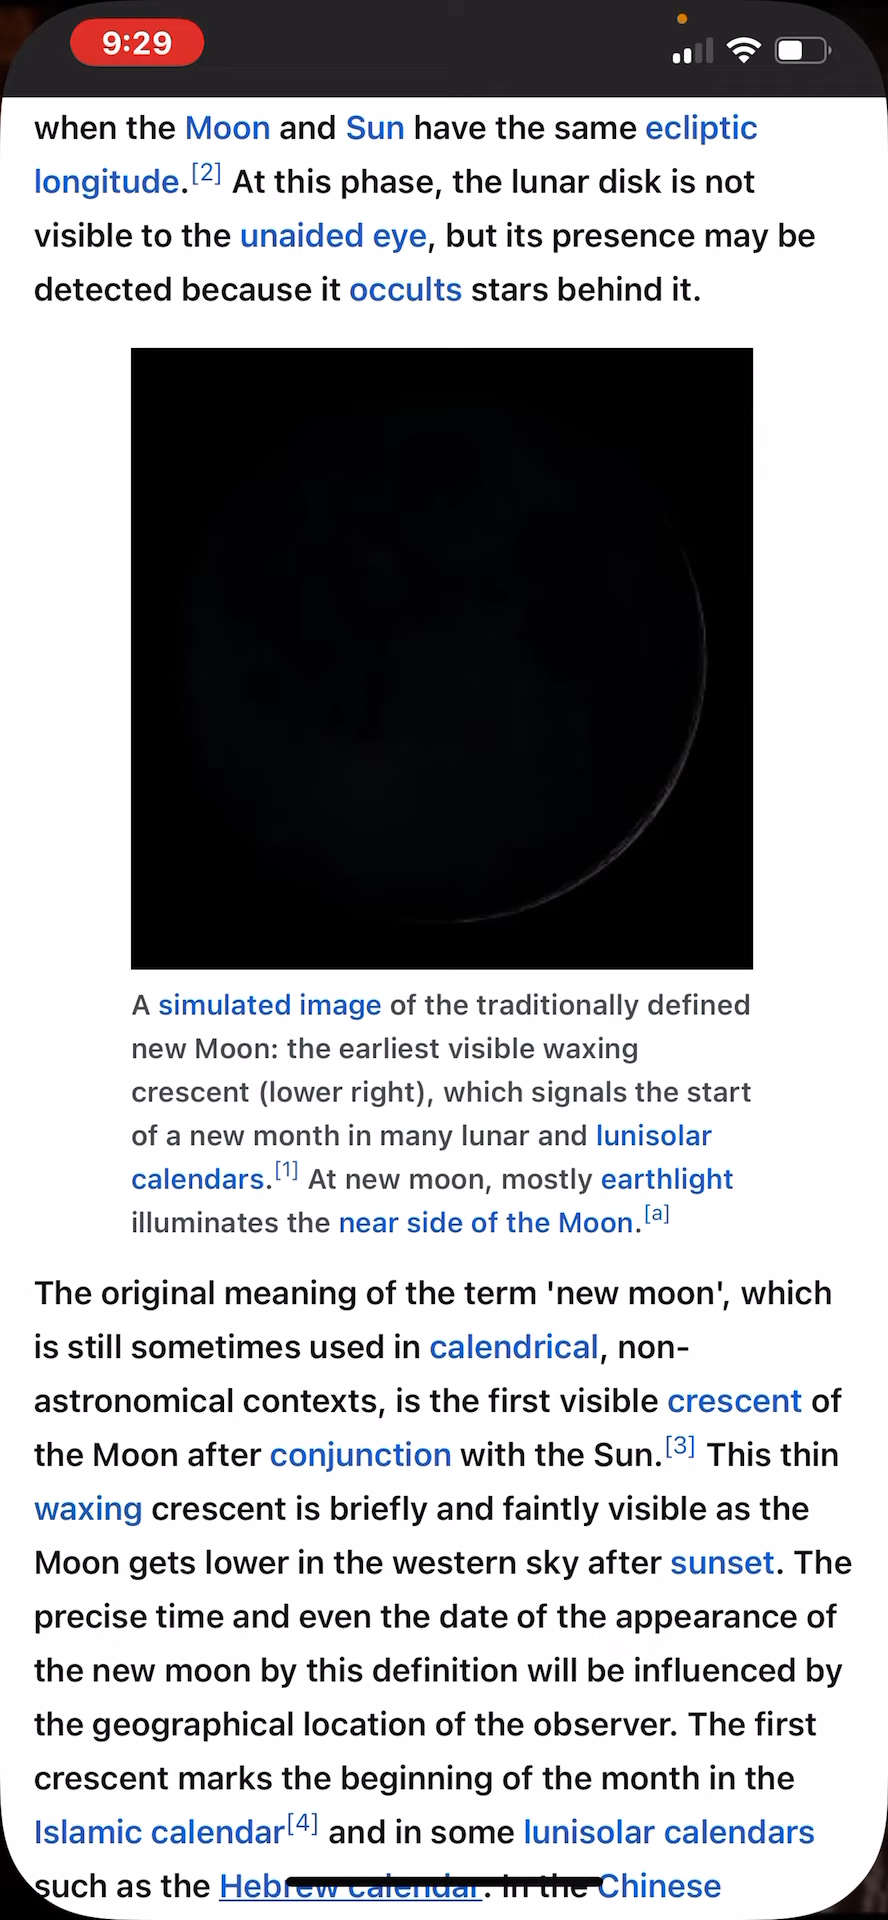 9:29
when the Moon and Sun have the same ecliptic
longitude.[2] At this phase, the lunar disk is not
visible to the unaided eye, but its presence may be
detected because it occults stars behind it.
A simulated image of the traditionally defined
new Moon: the earliest visible waxing
crescent (lower right), which signals the start
of a new month in many lunar and lunisolar
calendars.[1] At new moon, mostly earthlight
illuminates the near side of the Moon.[a]
The original meaning of the term 'new moon', which
is still sometimes used in calendrical, non-
astronomical contexts, is the first visible crescent of
the Moon after conjunction with the Sun.[3] This thin
waxing crescent is briefly and faintly visible as the
Moon gets lower in the western sky after sunset. The
precise time and even the date of the appearance of
the new moon by this definition will be influenced by
the geographical location of the observer. The first
crescent marks the beginning of the month in the
Islamic calendar[4] and in some lunisolar calendars
such as the Hebrew calendar. In the Chinese